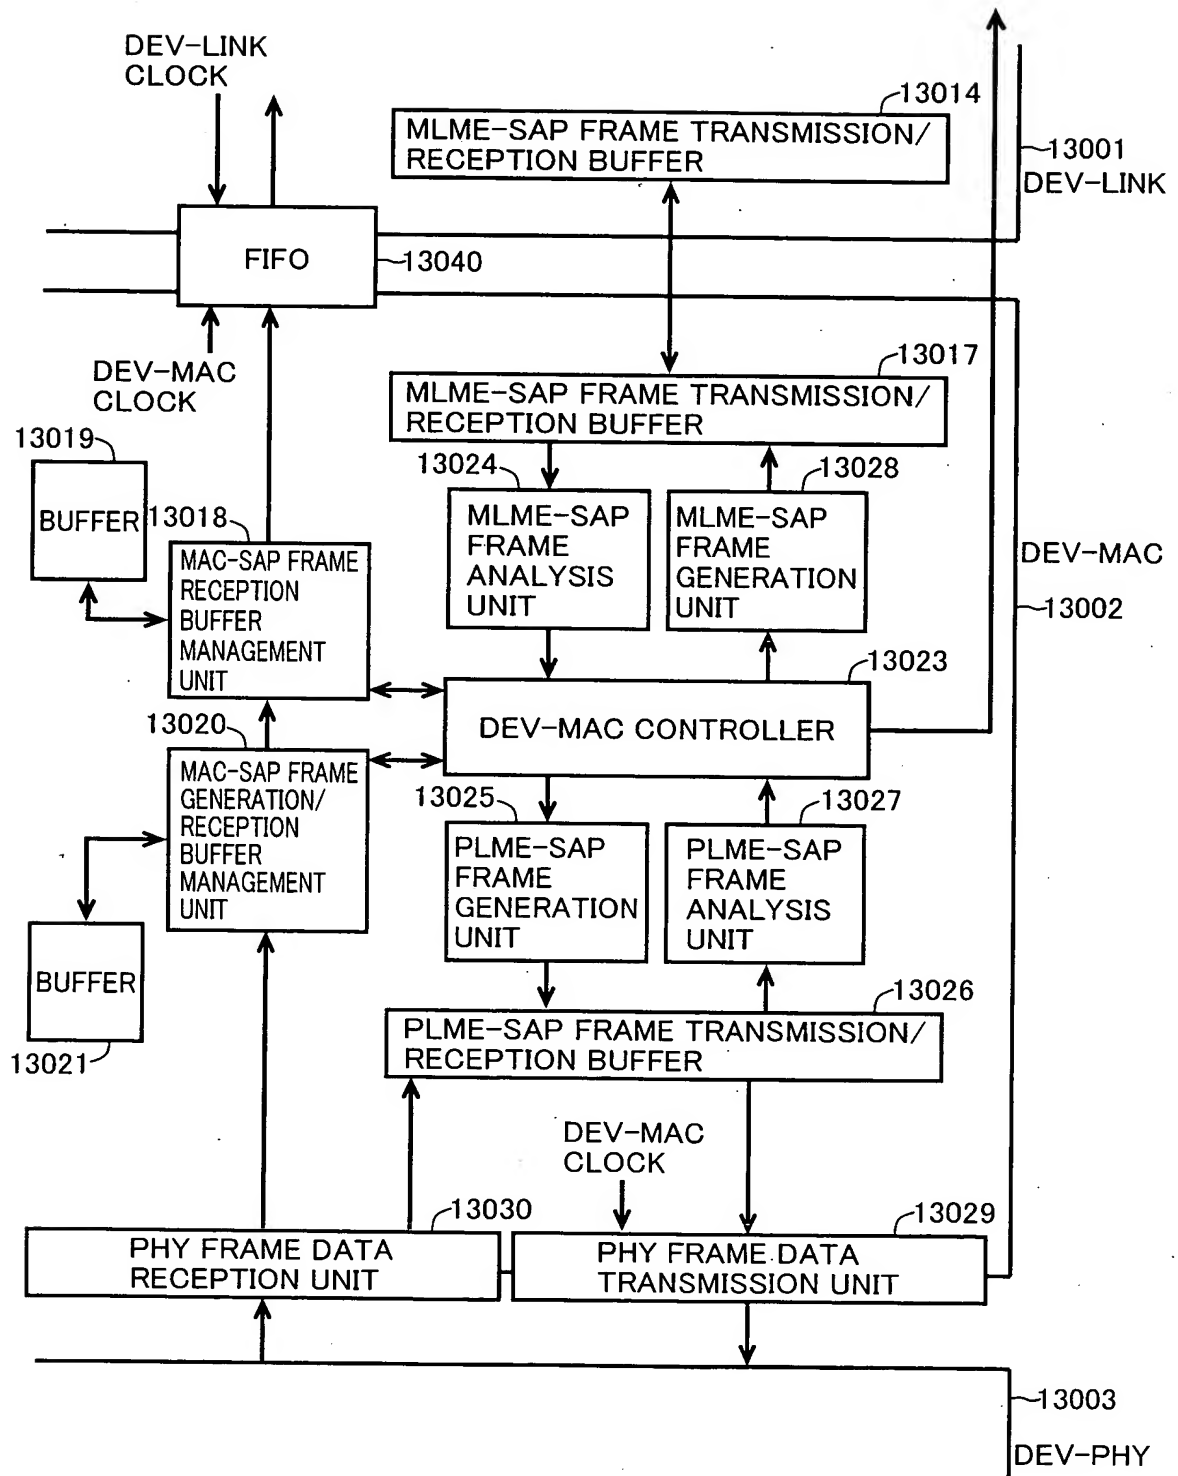 DEV-LINK
CLOCK
13014
MLME-SAP FRAME TRANSMISSION/
RECEPTION BUFFER
13001
DEV-LINK
FIFO
13040
DEV-MAC
CLOCK
13017
MLME-SAP FRAME TRANSMISSION/
RECEPTION BUFFER
13019
BUFFER
13018
MAC-SAP FRAME
RECEPTION
BUFFER
MANAGEMENT
UNIT
13024
MLME-SAP
FRAME
ANALYSIS
UNIT
13028
MLME-SAP
FRAME
GENERATION
UNIT
DEV-MAC
13002
13023
DEV-MAC CONTROLLER
13020
MAC-SAP FRAME
GENERATION/
RECEPTION
BUFFER
MANAGEMENT
UNIT
13025
PLME-SAP
FRAME
GENERATION
UNIT
13027
PLME-SAP
FRAME
ANALYSIS
UNIT
BUFFER
13021
13026
PLME-SAP FRAME TRANSMISSION/
RECEPTION BUFFER
DEV-MAC
CLOCK
13030
PHY FRAME DATA
RECEPTION UNIT
13029
PHY FRAME DATA
TRANSMISSION UNIT
13003
DEV-PHY